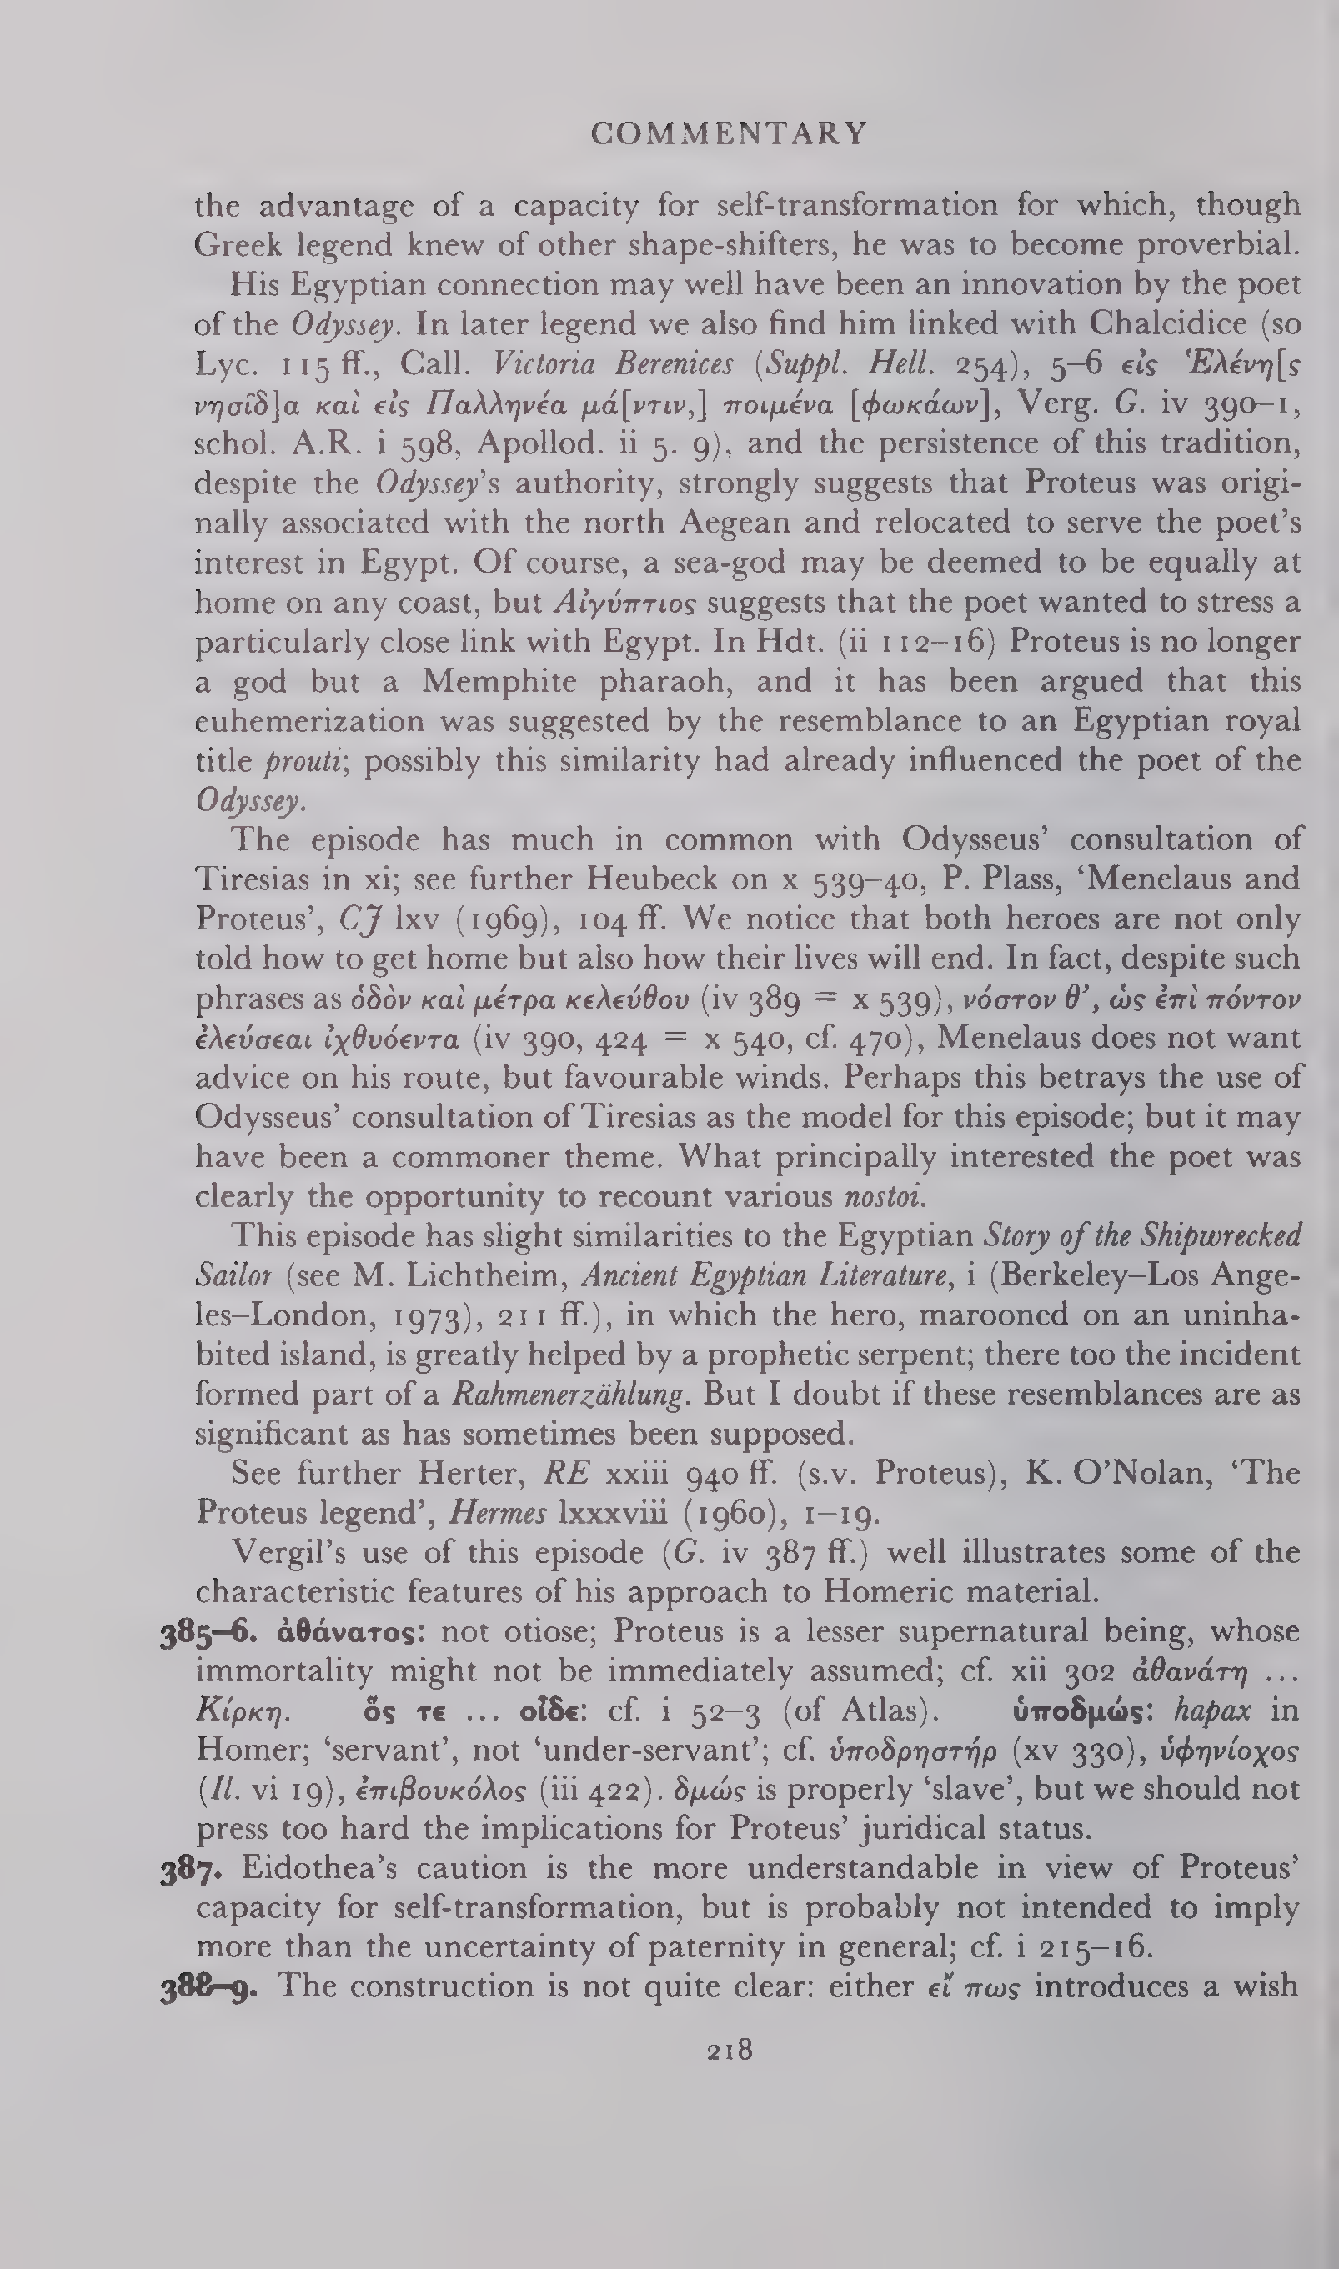 COMMENTARY
the advantage of a capacity for self-transformation for which, though
Greek legend knew of other shape-shifters, he was to become proverbial.
His Egyptian connection may well have been an innovation by the poet
of the Odyssey. In later legend we also find him linked with Chalcidice (so
Lyc. 115 ff., Call. Victoria Berenices (Suppl. Hell. 254), 5–6 εἰς Ἑλένη[ς
νησῖδ]α καὶ εἰς Παλληνέα μά[ντιν,] ποιμένα [φωκάων], Verg. G. iv 390–1,
schol. A.R. i 598, Apollod. ii 5. 9), and the persistence of this tradition,
despite the Odyssey's authority, strongly suggests that Proteus was origi-
nally associated with the north Aegean and relocated to serve the poet's
interest in Egypt. Of course, a sea-god may be deemed to be equally at
home on any coast, but Αἰγύπτιος suggests that the poet wanted to stress a
particularly close link with Egypt. In Hdt. (ii 112–16) Proteus is no longer
a god but a Memphite pharaoh, and it has been argued that this
euhemerization was suggested by the resemblance to an Egyptian royal
title prouti; possibly this similarity had already influenced the poet of the
Odyssey.
The episode has much in common with Odysseus' consultation of
Tiresias in xi; see further Heubeck on x 539–40, P. Plass, 'Menelaus and
Proteus', CJ lxv (1969), 104 ff. We notice that both heroes are not only
told how to get home but also how their lives will end. In fact, despite such
phrases as ὁδὸν καὶ μέτρα κελεύθου (iv 389 = x 539), νόστον θ', ὡς ἐπὶ πόντον
ἐλεύσεαι ἰχθυόεντα (iv 390, 424 = x 540, cf. 470), Menelaus does not want
advice on his route, but favourable winds. Perhaps this betrays the use of
Odysseus' consultation of Tiresias as the model for this episode; but it may
have been a commoner theme. What principally interested the poet was
clearly the opportunity to recount various nostoi.
This episode has slight similarities to the Egyptian Story of the Shipwrecked
Sailor (see M. Lichtheim, Ancient Egyptian Literature, i (Berkeley–Los Ange-
les–London, 1973), 211 ff.), in which the hero, marooned on an uninha-
bited island, is greatly helped by a prophetic serpent; there too the incident
formed part of a Rahmenerzählung. But I doubt if these resemblances are as
significant as has sometimes been supposed.
See further Herter, RE xxiii 940 ff. (s.v. Proteus), K. O'Nolan, 'The
Proteus legend', Hermes lxxxviii (1960), 1–19.
Vergil's use of this episode (G. iv 387 ff.) well illustrates some of the
characteristic features of his approach to Homeric material.
385–6. ἀθάνατος: not otiose; Proteus is a lesser supernatural being, whose
immortality might not be immediately assumed; cf. xii 302 ἀθανάτη ...
Κίρκη. ὅς τε ... οἶδε: cf. i 52–3 (of Atlas). ὑποδμώς: hapax in
Homer; 'servant', not 'under-servant'; cf. ὑποδρηστήρ (xv 330), ὑφηνίοχος
(Il. vi 19), ἐπιβουκόλος (iii 422). δμώς is properly 'slave', but we should not
press too hard the implications for Proteus' juridical status.
387. Eidothea's caution is the more understandable in view of Proteus'
capacity for self-transformation, but is probably not intended to imply
more than the uncertainty of paternity in general; cf. i 215–16.
388–9. The construction is not quite clear: either εἴ πως introduces a wish
218